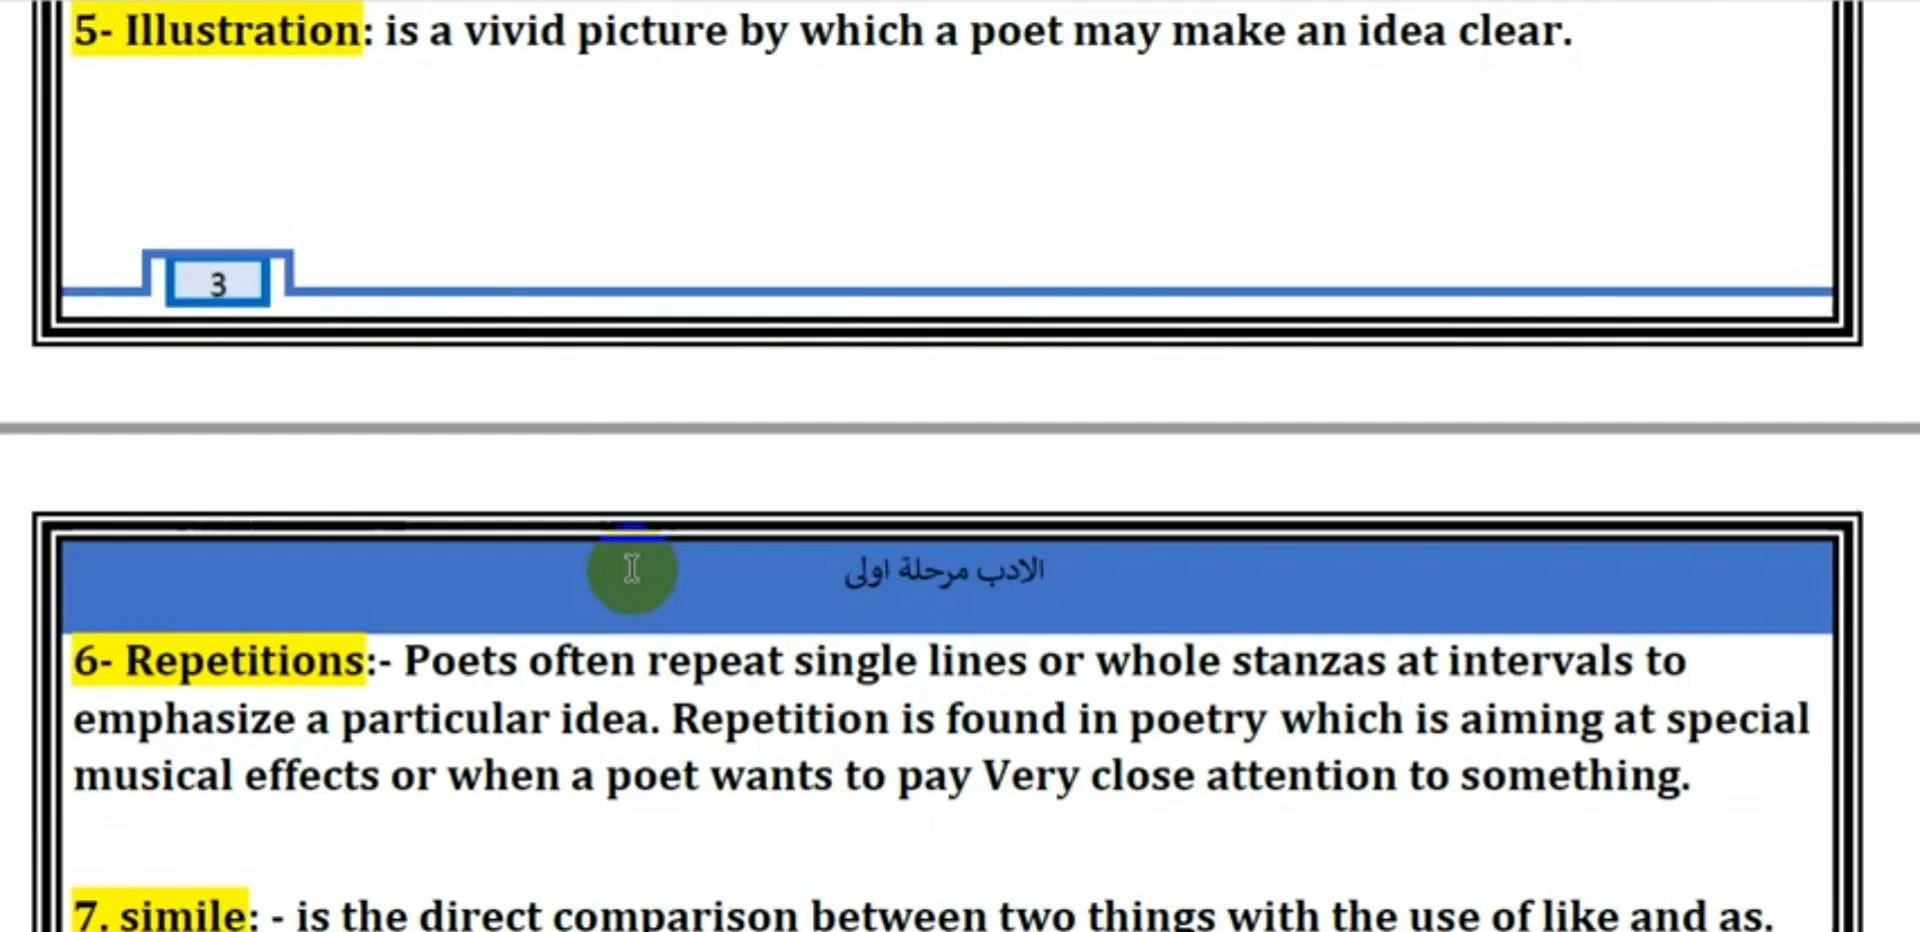 5- Illustration: is a vivid picture by which a poet may make an idea clear.
3
الادب مرحلة اولى
6- Repetitions:- Poets often repeat single lines or whole stanzas at intervals to
emphasize a particular idea. Repetition is found in poetry which is aiming at special
musical effects or when a poet wants to pay Very close attention to something.
7. simile: - is the direct comparison between two things with the use of like and as.